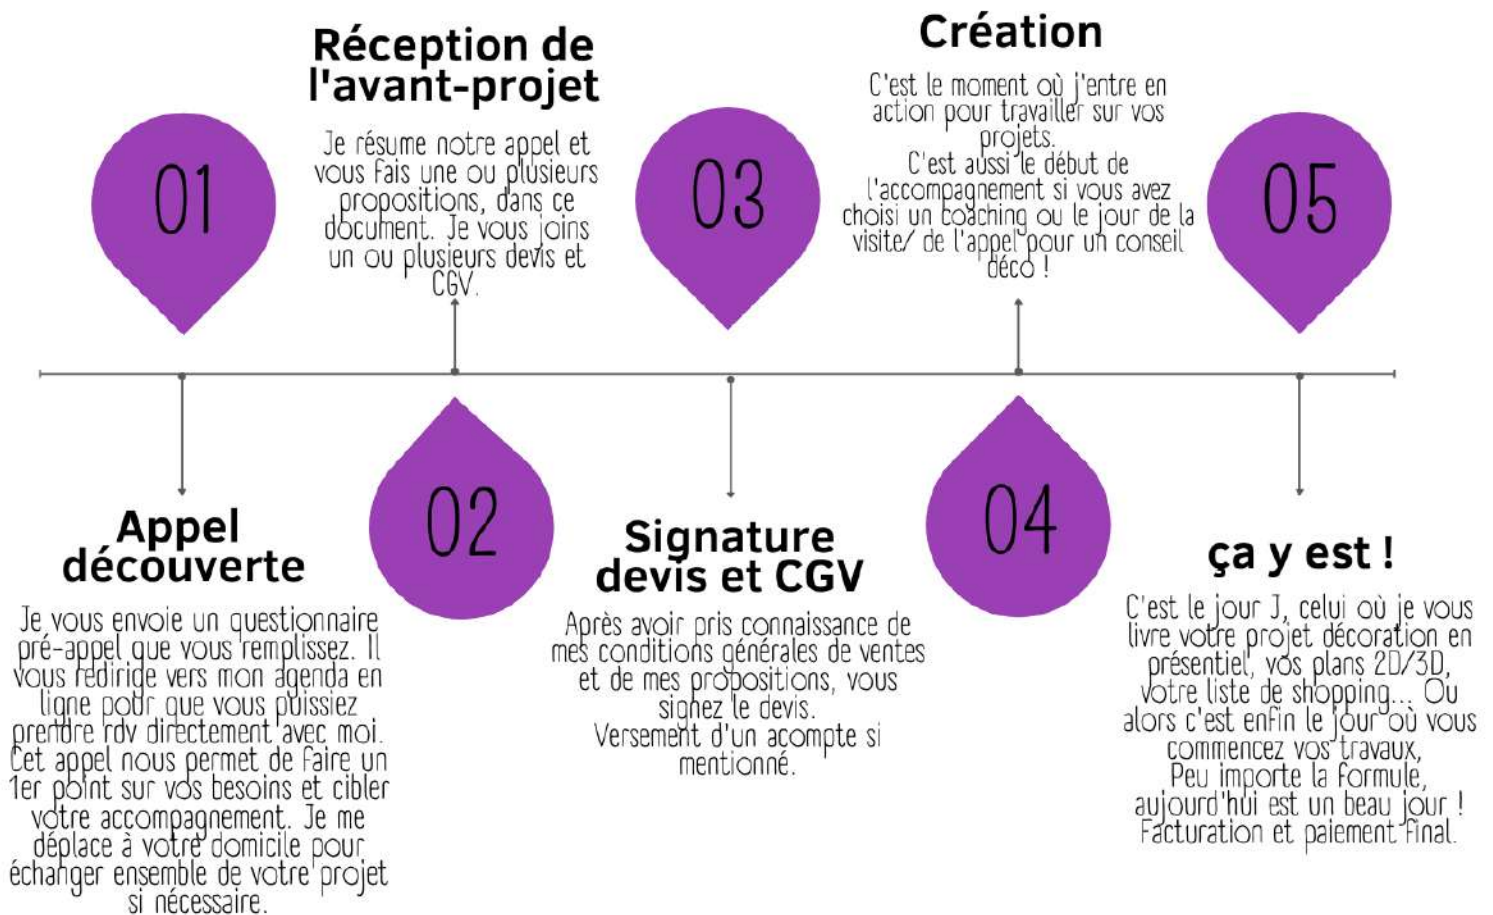 01
Appel
découverte
Je vous envoie un questionnaire
pré-appel que vous remplissez. Il
vous redirige vers mon agenda en
ligne pour que vous puissiez
prendre rdv directement avec moi.
Cet appel nous permet de faire un
1er point sur vos besoins et cibler
votre accompagnement. Je me
déplace à votre domicile pour
échanger ensemble de votre projet
si nécessaire.
Réception de
l'avant-projet
Je résume notre appel et
vous fais une ou plusieurs
propositions, dans ce
document. Je vous joins
un ou plusieurs devis et
CGV.
02
03
Signature
devis et CGV
Après avoir pris connaissance de
mes conditions générales de ventes
et de mes propositions, vous
signez le devis.
Versement d'un acompte si
mentionné.
Création
C'est le moment où j'entre en
action pour travailler sur vos
projets.
C'est aussi le début de
l'accompagnement si vous avez
choisi un coaching ou le jour de la
visite/ de l'appel pour un conseil
déco !
04
05
ça y est !
C'est le jour J, celui où je vous
livre votre projet décoration en
présentiel, vos plans 2D/3D,
votre liste de shopping... Ou
alors c'est enfin le jour où vous
commencez vos travaux,
Peu importe la formule,
aujourd'hui est un beau jour !
Facturation et paiement final.